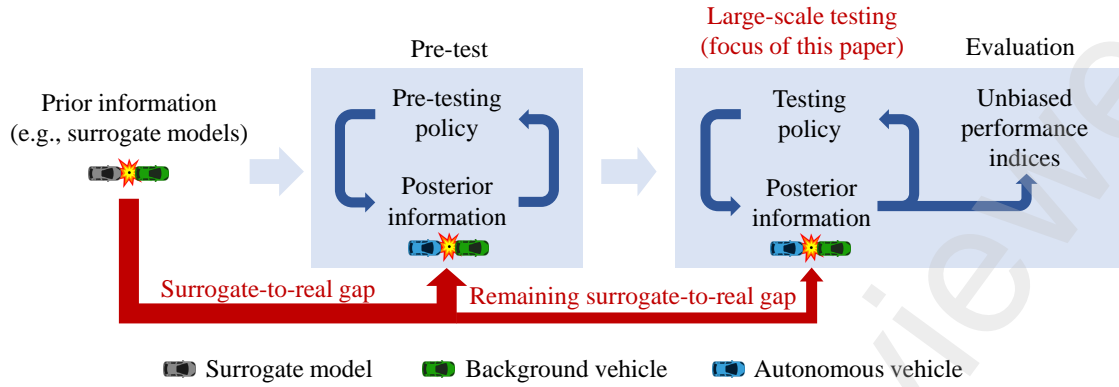 Large-scale testing
(focus of this paper)
Pre-test
Evaluation
Prior information
(e.g., surrogate models)
Pre-testing
policy
Posterior
information
Testing
policy
Posterior
information
Unbiased
performance
indices
Surrogate-to-real gap
Remaining surrogate-to-real gap
Surrogate model
Background vehicle
Autonomous vehicle